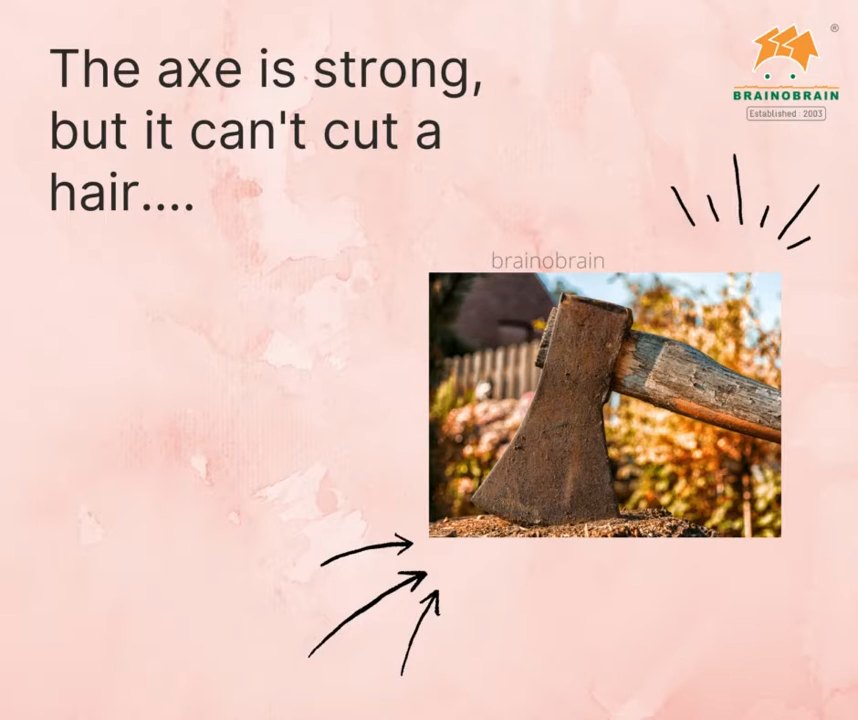 The axe is strong,
but it can't cut a
hair....
BRAINOBRAIN
®
Established : 2003
brainobrain